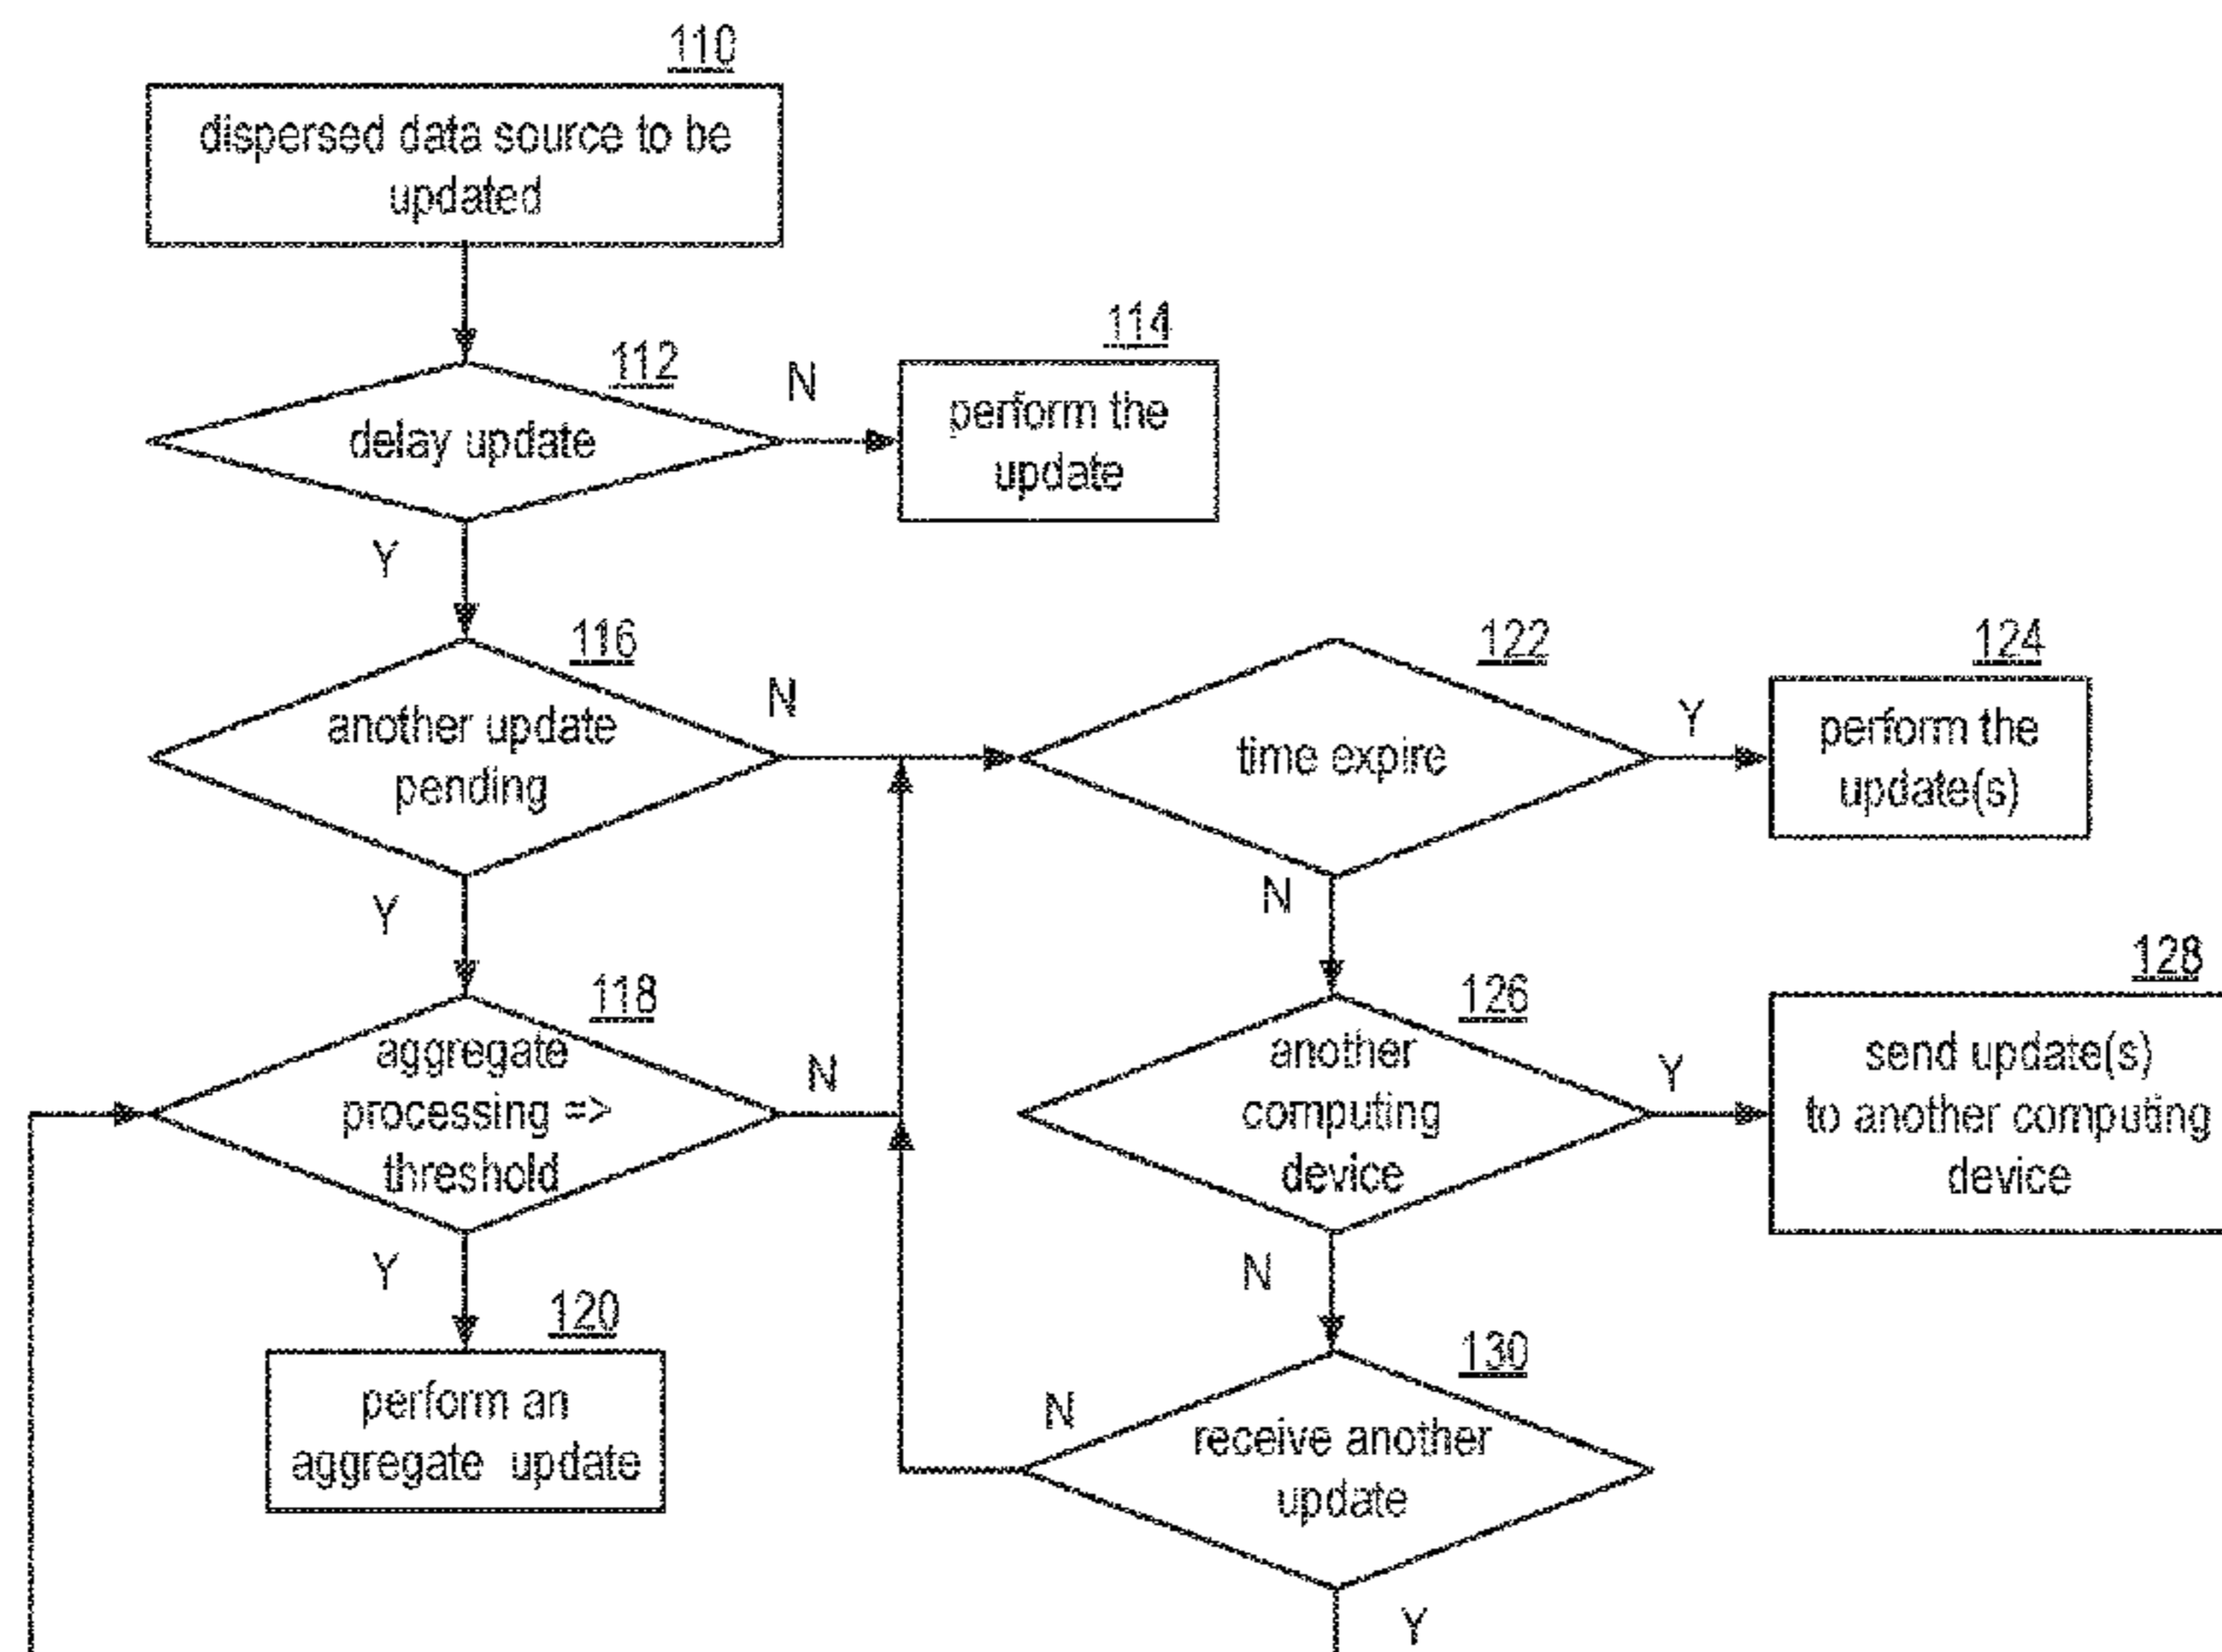 110
dispersed data source to be
updated
112
N
114
delay update
perform the
update
Y
116
another update
pending
N
122
time expire
Y
124
perform the
update(s)
Y
N
118
aggregate
processing =>
threshold
N
126
another
computing
device
Y
128
send update(s)
to another computing
device
Y
120
perform an
aggregate update
N
130
N
receive another
update
Y